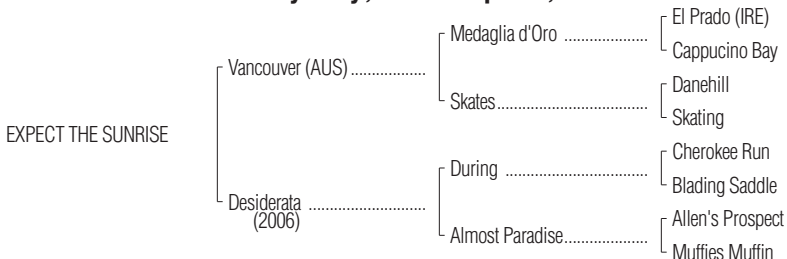 El Prado (IRE)
Medaglia d'Oro ...................
Cappucino Bay
Vancouver (AUS) ..................
Danehill
Skates ....................................
Skating
EXPECT THE SUNRISE
Cherokee Run
During ..................................
Blading Saddle
Desiderata ............................
(2006)
Allen's Prospect
Almost Paradise ....................
Muffies Muffin